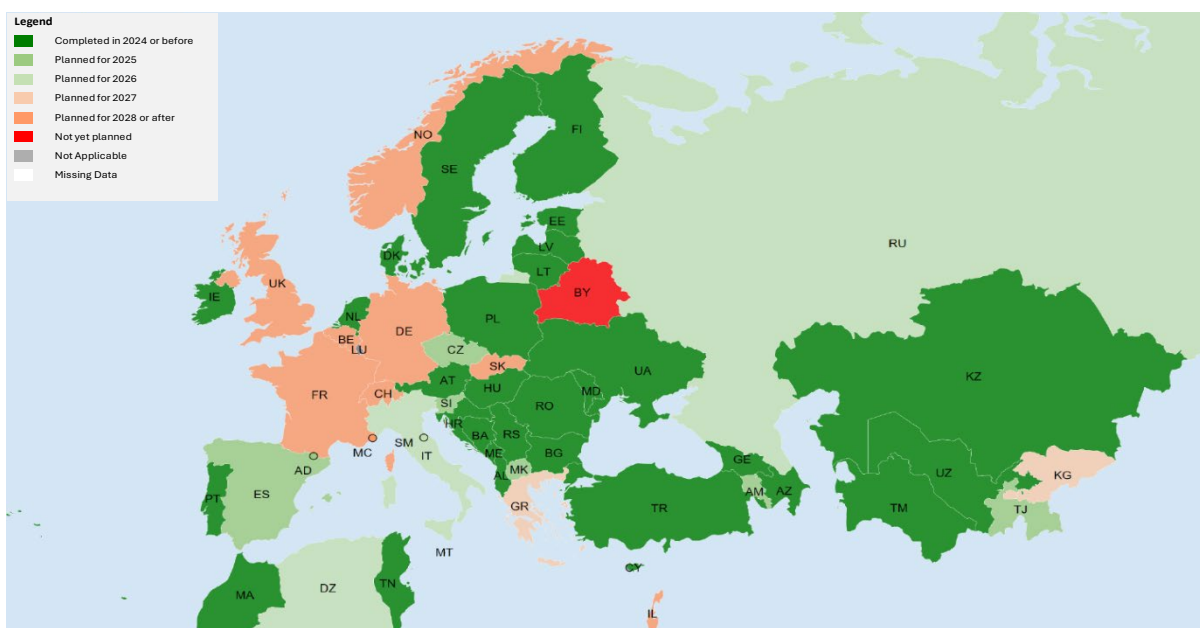 Legend
Completed in 2024 or before
Planned for 2025
Planned for 2026
Planned for 2027
Planned for 2028 or after
Not yet planned
Not Applicable
Missing Data
NO
FI
SE
EE
RU
LV
DK
LT
UK
BY
IE
NL
PL
DE
BE
LU
CZ
SK
UA
KZ
AT
HU
FR
CH
MD
SI
RO
HR
BA
RS
SM
MC
IT
ME
BG
GE
AD
MK
AL
UZ
KG
PT
ES
AM
AZ
GR
TR
TM
TJ
MT
CY
TN
DZ
MA
IL